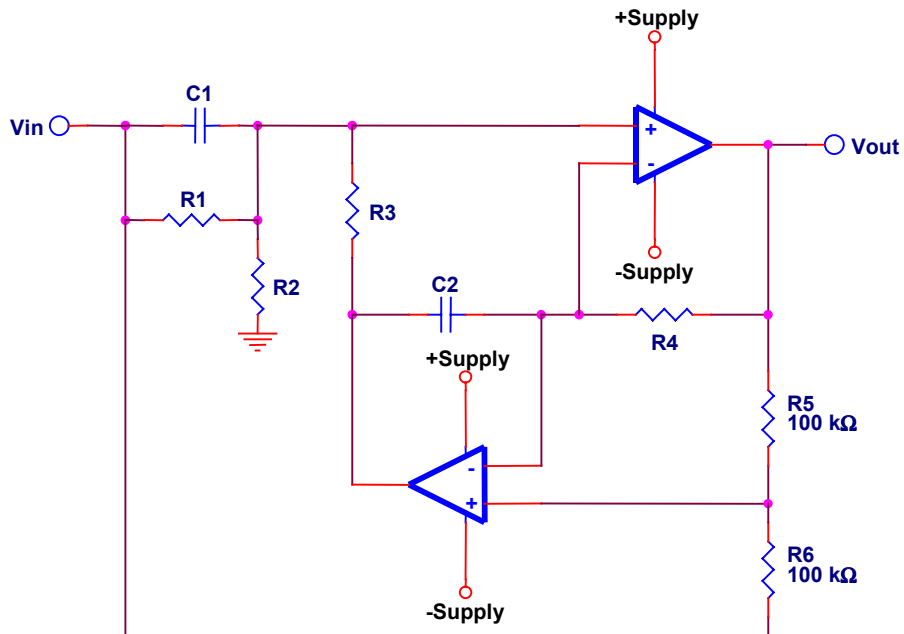 +Supply
C1
Vin
+
-
Vout
R1
R3
-Supply
R2
C2
R4
+Supply
R5
100 kΩ
-
+
R6
100 kΩ
-Supply